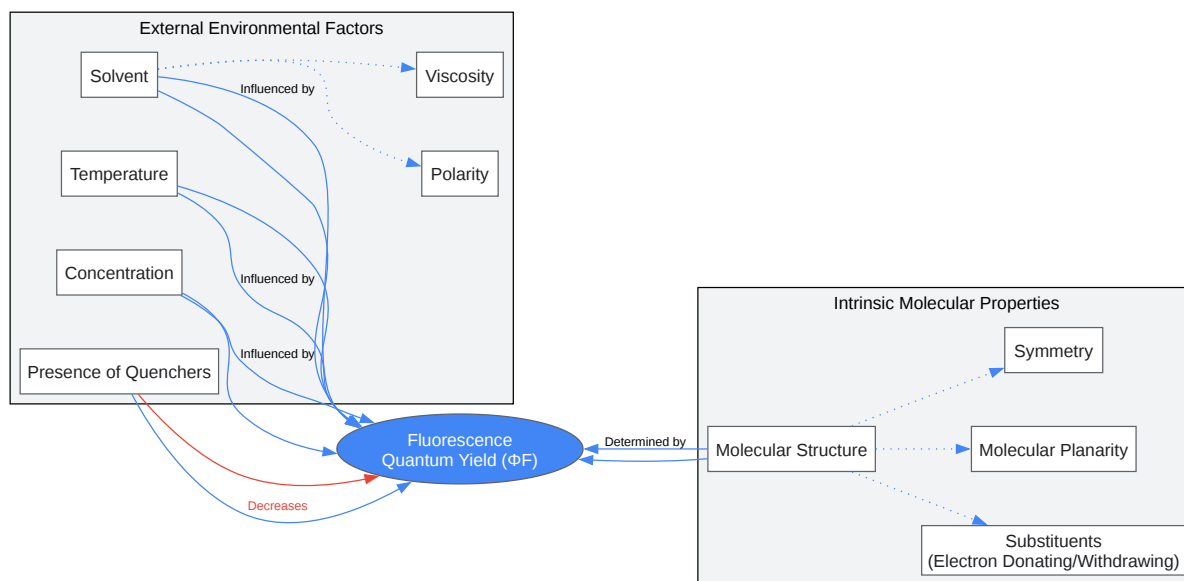 External Environmental Factors
Solvent
Viscosity
Influenced by
Temperature
Polarity
Concentration
Influenced by
Intrinsic Molecular Properties
Symmetry
Presence of Quenchers
Influenced by
Fluorescence
Quantum Yield (ΦF)
Determined by
Molecular Structure
Molecular Planarity
Decreases
Substituents
(Electron Donating/Withdrawing)